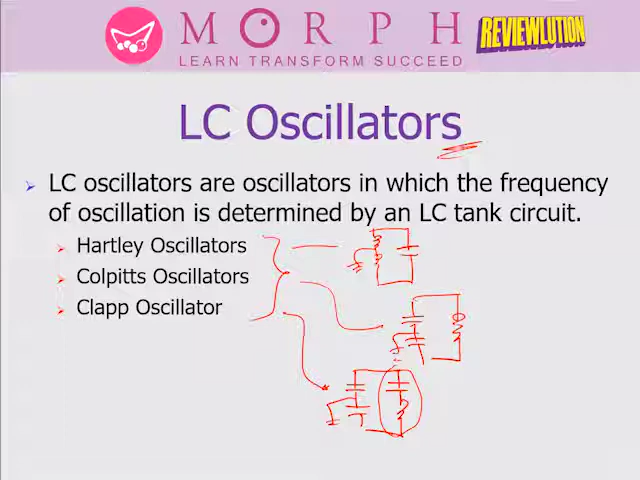 MORPH
LEARN TRANSFORM SUCCEED
REVIEWLUTION
LC Oscillators
LC oscillators are oscillators in which the frequency
of oscillation is determined by an LC tank circuit.
Hartley Oscillators
Colpitts Oscillators
Clapp Oscillator